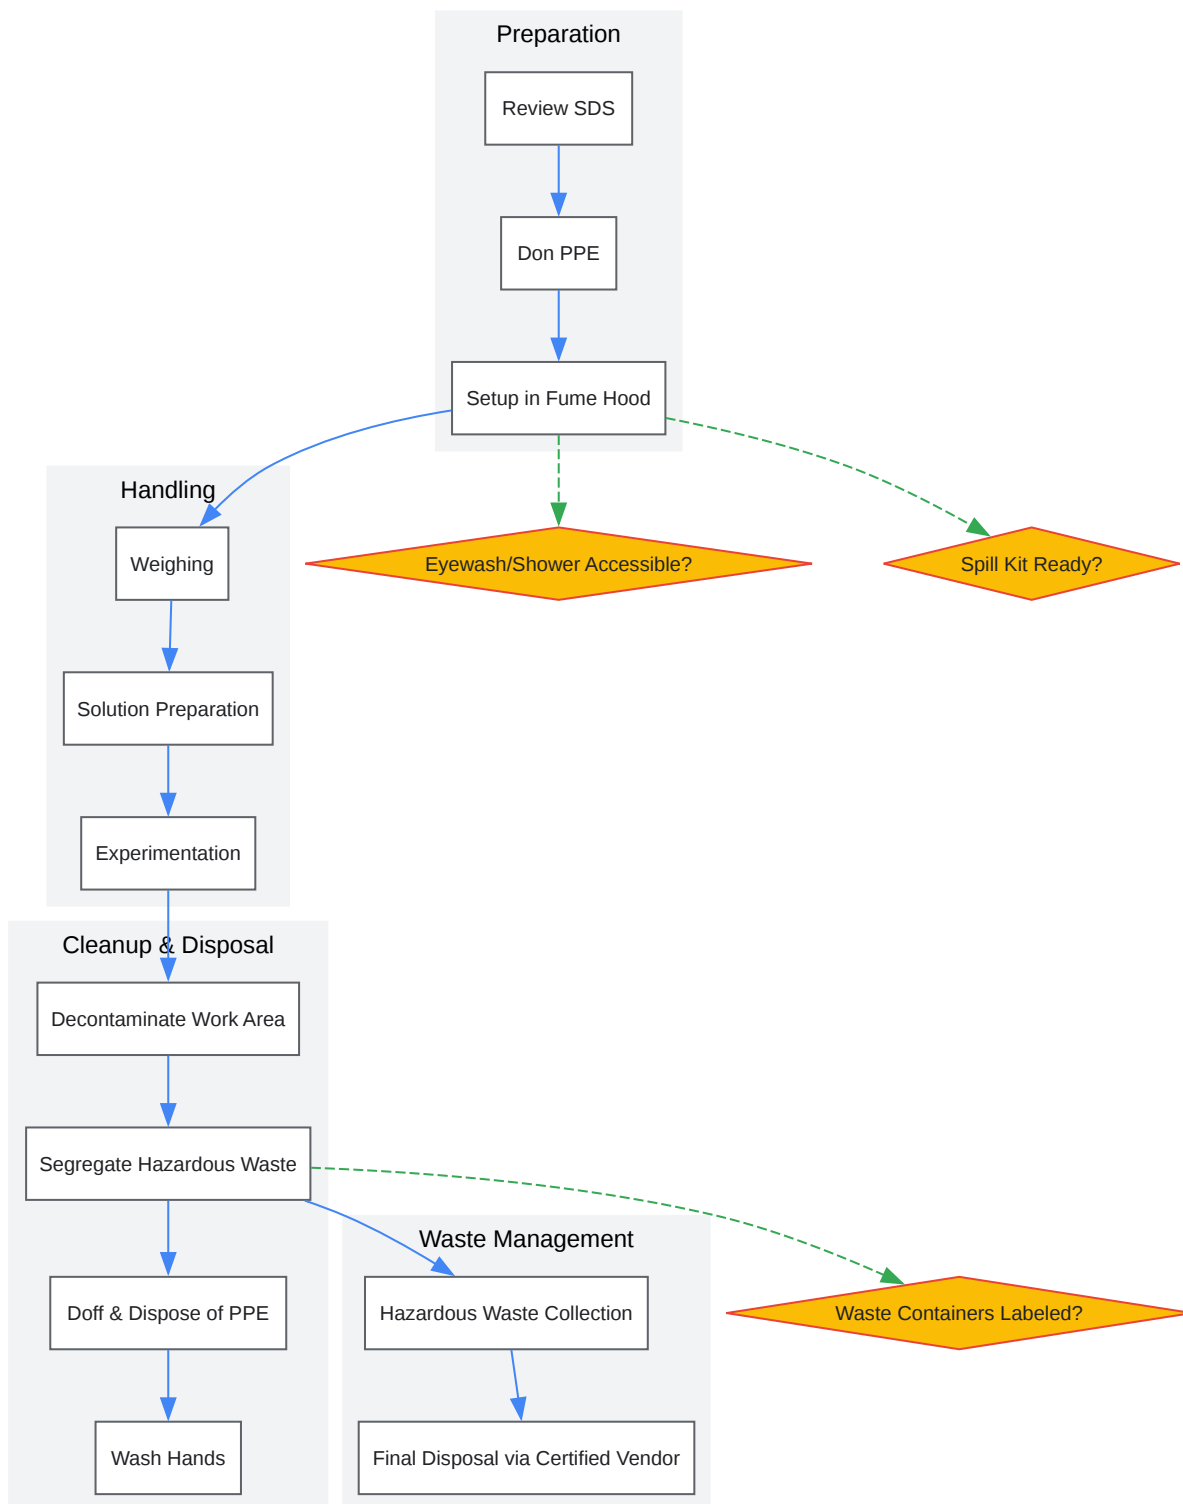 Preparation
Review SDS
Don PPE
Setup in Fume Hood
Handling
Weighing
Eyewash/Shower Accessible?
Spill Kit Ready?
Solution Preparation
Experimentation
Cleanup & Disposal
Decontaminate Work Area
Segregate Hazardous Waste
Waste Management
Doff & Dispose of PPE
Hazardous Waste Collection
Waste Containers Labeled?
Wash Hands
Final Disposal via Certified Vendor